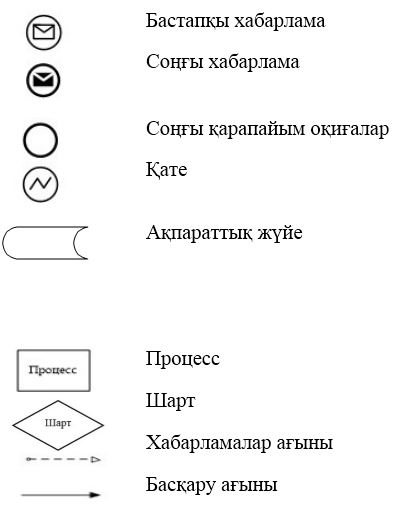 Бастапқы хабарлама
Соңғы хабарлама
Соңғы қарапайым оқиғалар
Қате
Ақпараттық жүйе
Процесс
Процесс
Шарт
Шарт
Хабарламалар ағыны
Басқару ағыны